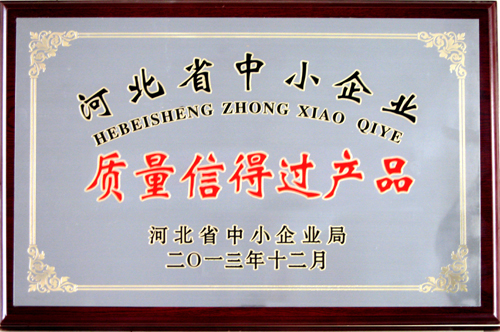 河北省中小企业
HEBEISHENG ZHONG XIAO QIYE
质量信得过产品
河北省中小企业局
二〇一三年十二月